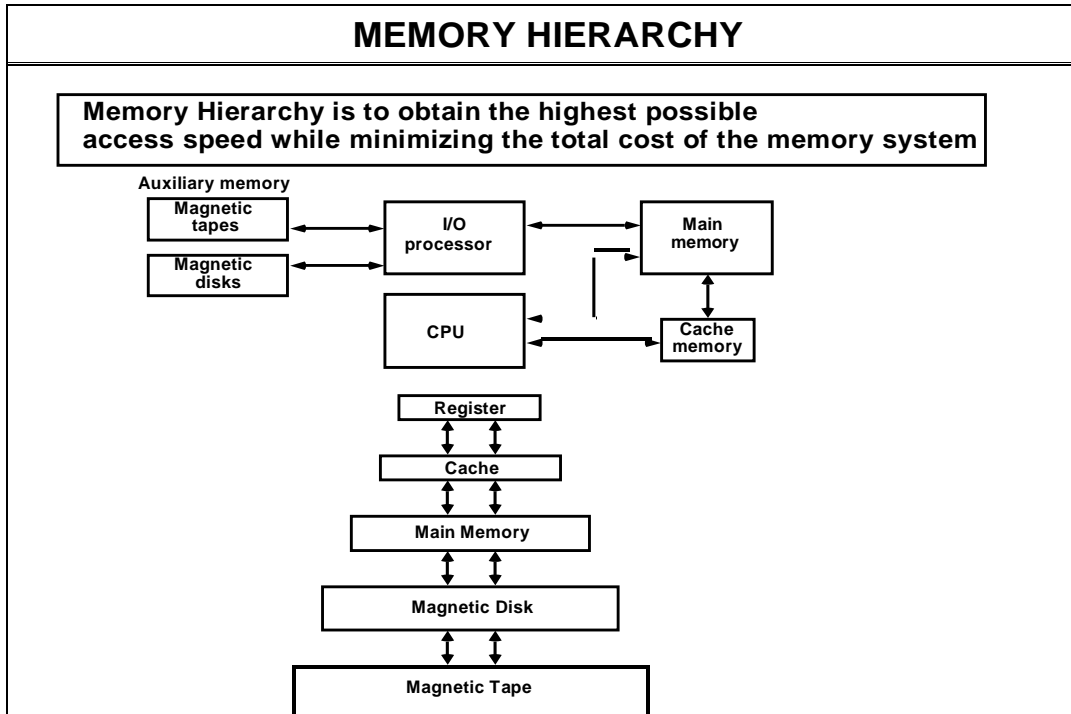 MEMORY HIERARCHY
Memory Hierarchy is to obtain the highest possible
access speed while minimizing the total cost of the memory system
Auxiliary memory
Magnetic
tapes
I/O
processor
Main
memory
Magnetic
disks
CPU
Cache
memory
Register
Cache
Main Memory
Magnetic Disk
Magnetic Tape